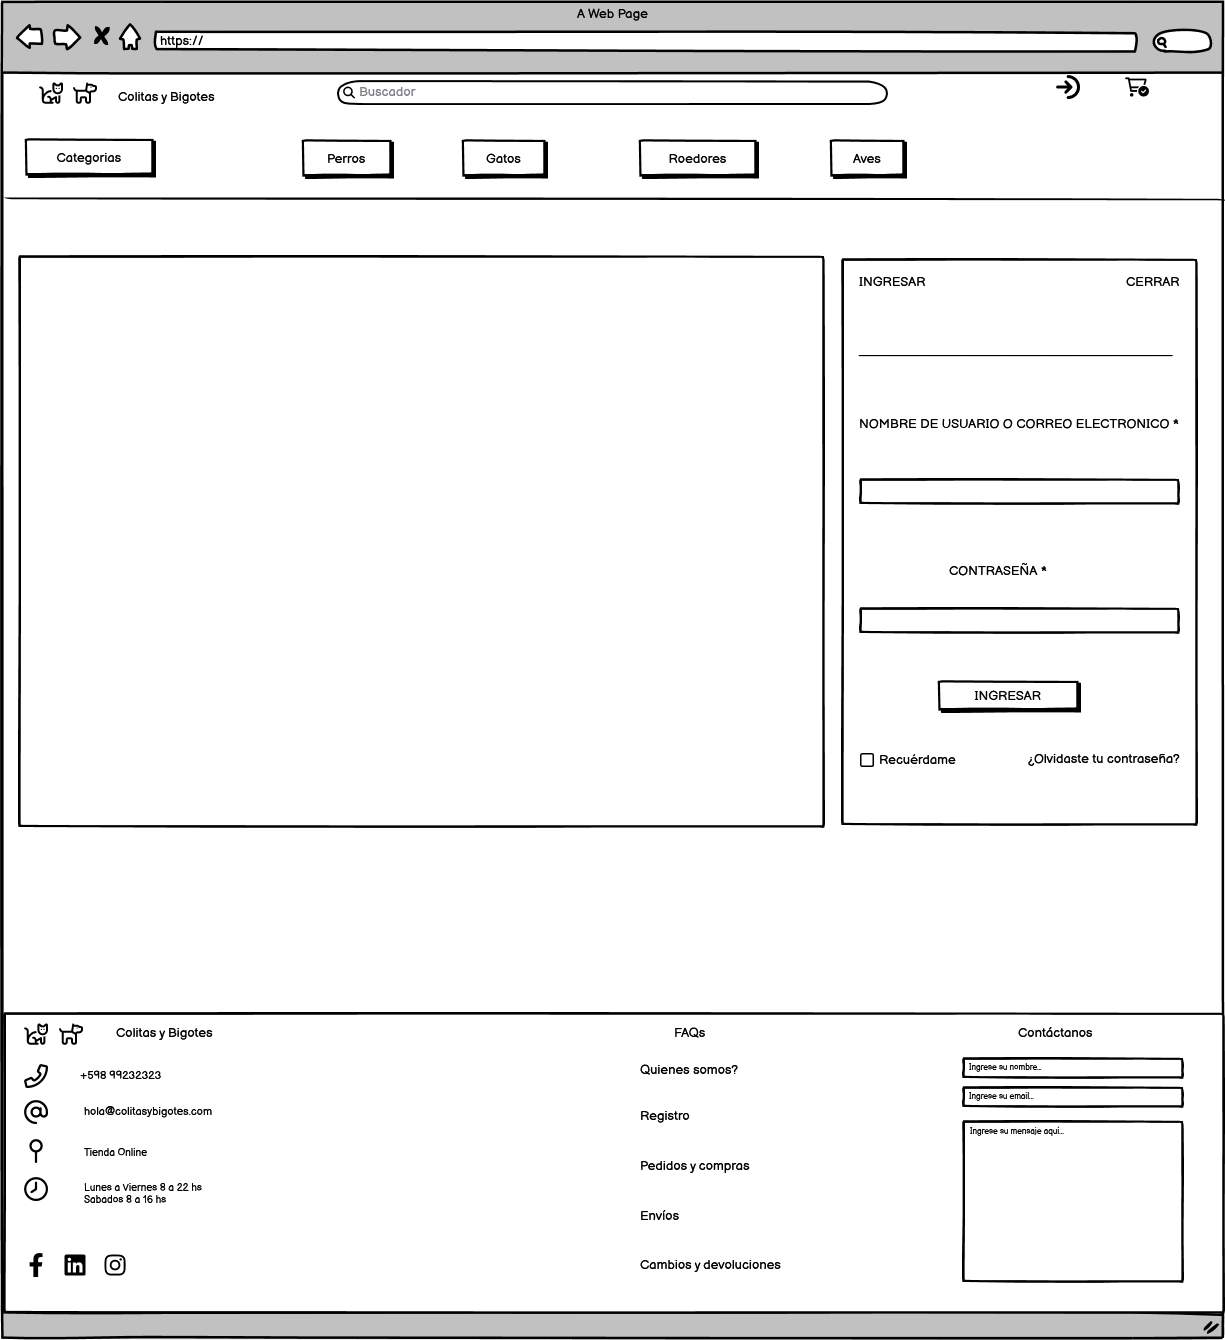 A Web Page
https://
Colitas y Bigotes
Buscador
Categorias
Perros
Gatos
Roedores
Aves
INGRESAR
CERRAR
NOMBRE DE USUARIO O CORREO ELECTRONICO *
CONTRASEÑA *
INGRESAR
Recuérdame
¿Olvidaste tu contraseña?
Colitas y Bigotes
+598 99232323
hola@colitasybigotes.com
Tienda Online
Lunes a Viernes 8 a 22 hs
Sabados 8 a 16 hs
FAQs
Quienes somos?
Registro
Pedidos y compras
Envíos
Cambios y devoluciones
Contáctanos
Ingrese su nombre...
Ingrese su email...
Ingrese su mensaje aqui...